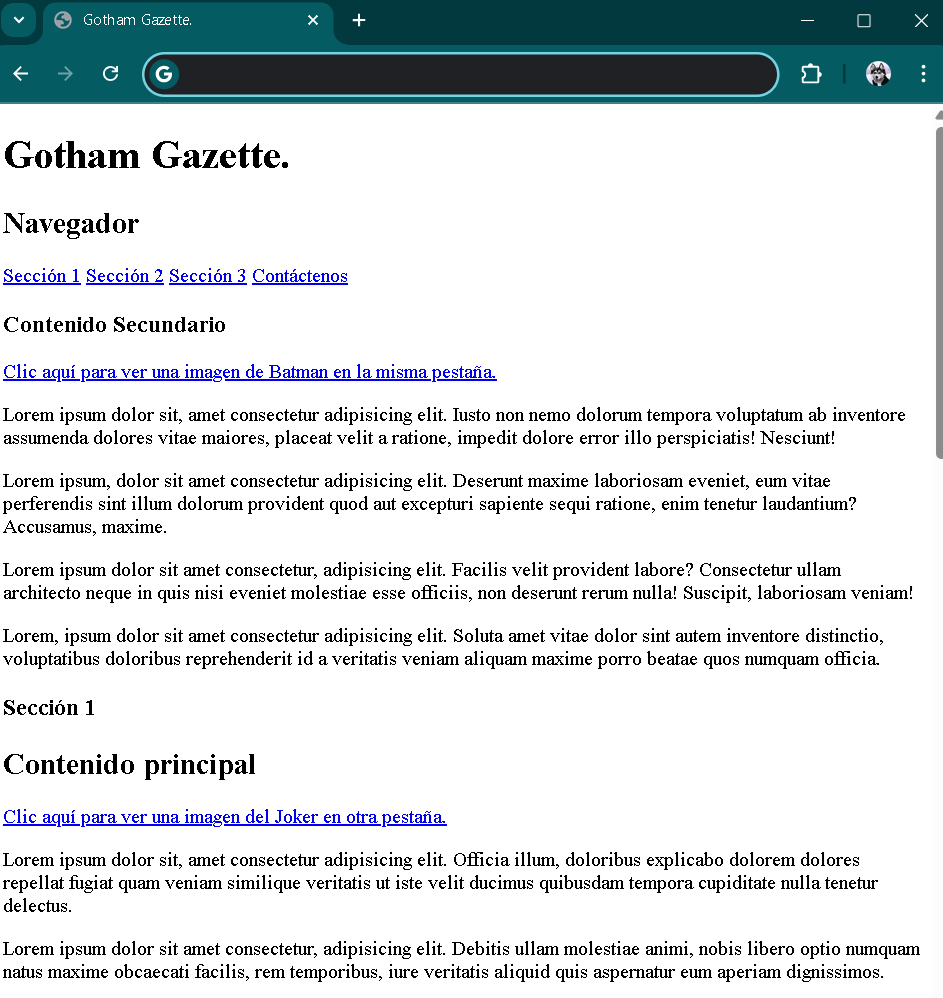 Gotham Gazette.
Gotham Gazette.
Navegador
Sección 1 Sección 2 Sección 3 Contáctenos
Contenido Secundario
Clic aquí para ver una imagen de Batman en la misma pestaña.
Lorem ipsum dolor sit, amet consectetur adipisicing elit. Iusto non nemo dolorum tempora voluptatum ab inventore
assumenda dolores vitae maiores, placeat velit a ratione, impedit dolore error illo perspiciatis! Nesciunt!
Lorem ipsum, dolor sit amet consectetur adipisicing elit. Deserunt maxime laboriosam eveniet, eum vitae
perferendis sint illum dolorum provident quod aut excepturi sapiente sequi ratione, enim tenetur laudantium?
Accusamus, maxime.
Lorem ipsum dolor sit amet consectetur, adipisicing elit. Facilis velit provident labore? Consectetur ullam
architecto neque in quis nisi eveniet molestiae esse officiis, non deserunt rerum nulla! Suscipit, laboriosam veniam!
Lorem, ipsum dolor sit amet consectetur adipisicing elit. Soluta amet vitae dolor sint autem inventore distinctio,
voluptatibus doloribus reprehenderit id a veritatis veniam aliquam maxime porro beatae quos numquam officia.
Sección 1
Contenido principal
Clic aquí para ver una imagen del Joker en otra pestaña.
Lorem ipsum dolor sit, amet consectetur adipisicing elit. Officia illum, doloribus explicabo dolorem dolores
repellat fugiat quam veniam similique veritatis ut iste velit ducimus quibusdam tempora cupiditate nulla tenetur
delectus.
Lorem ipsum dolor sit amet consectetur, adipisicing elit. Debitis ullam molestiae animi, nobis libero optio numquam
natus maxime obcaecati facilis, rem temporibus, iure veritatis aliquid quis aspernatur eum aperiam dignissimos.